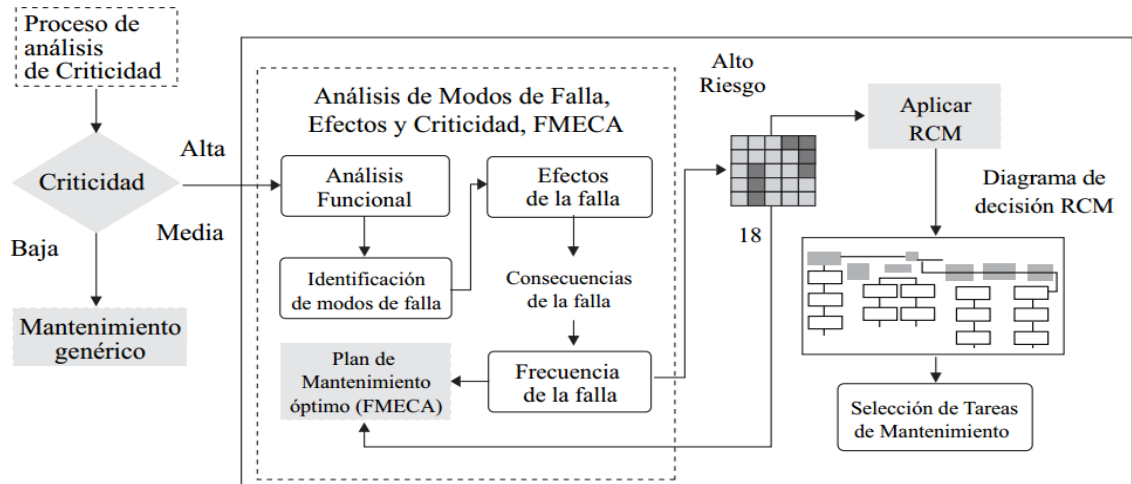 Proceso de
análisis
de Criticidad
Criticidad
Alta
Media
Baja
Mantenimiento
genérico
Análisis de Modos de Falla,
Efectos y Criticidad, FMECA
Análisis
Funcional
Identificación
de modos de falla
Efectos
de la falla
Consecuencias
de la falla
Frecuencia
de la falla
Plan de
Mantenimiento
óptimo (FMECA)
Alto
Riesgo
18
Aplicar
RCM
Diagrama de
decisión RCM
Selección de Tareas
de Mantenimiento